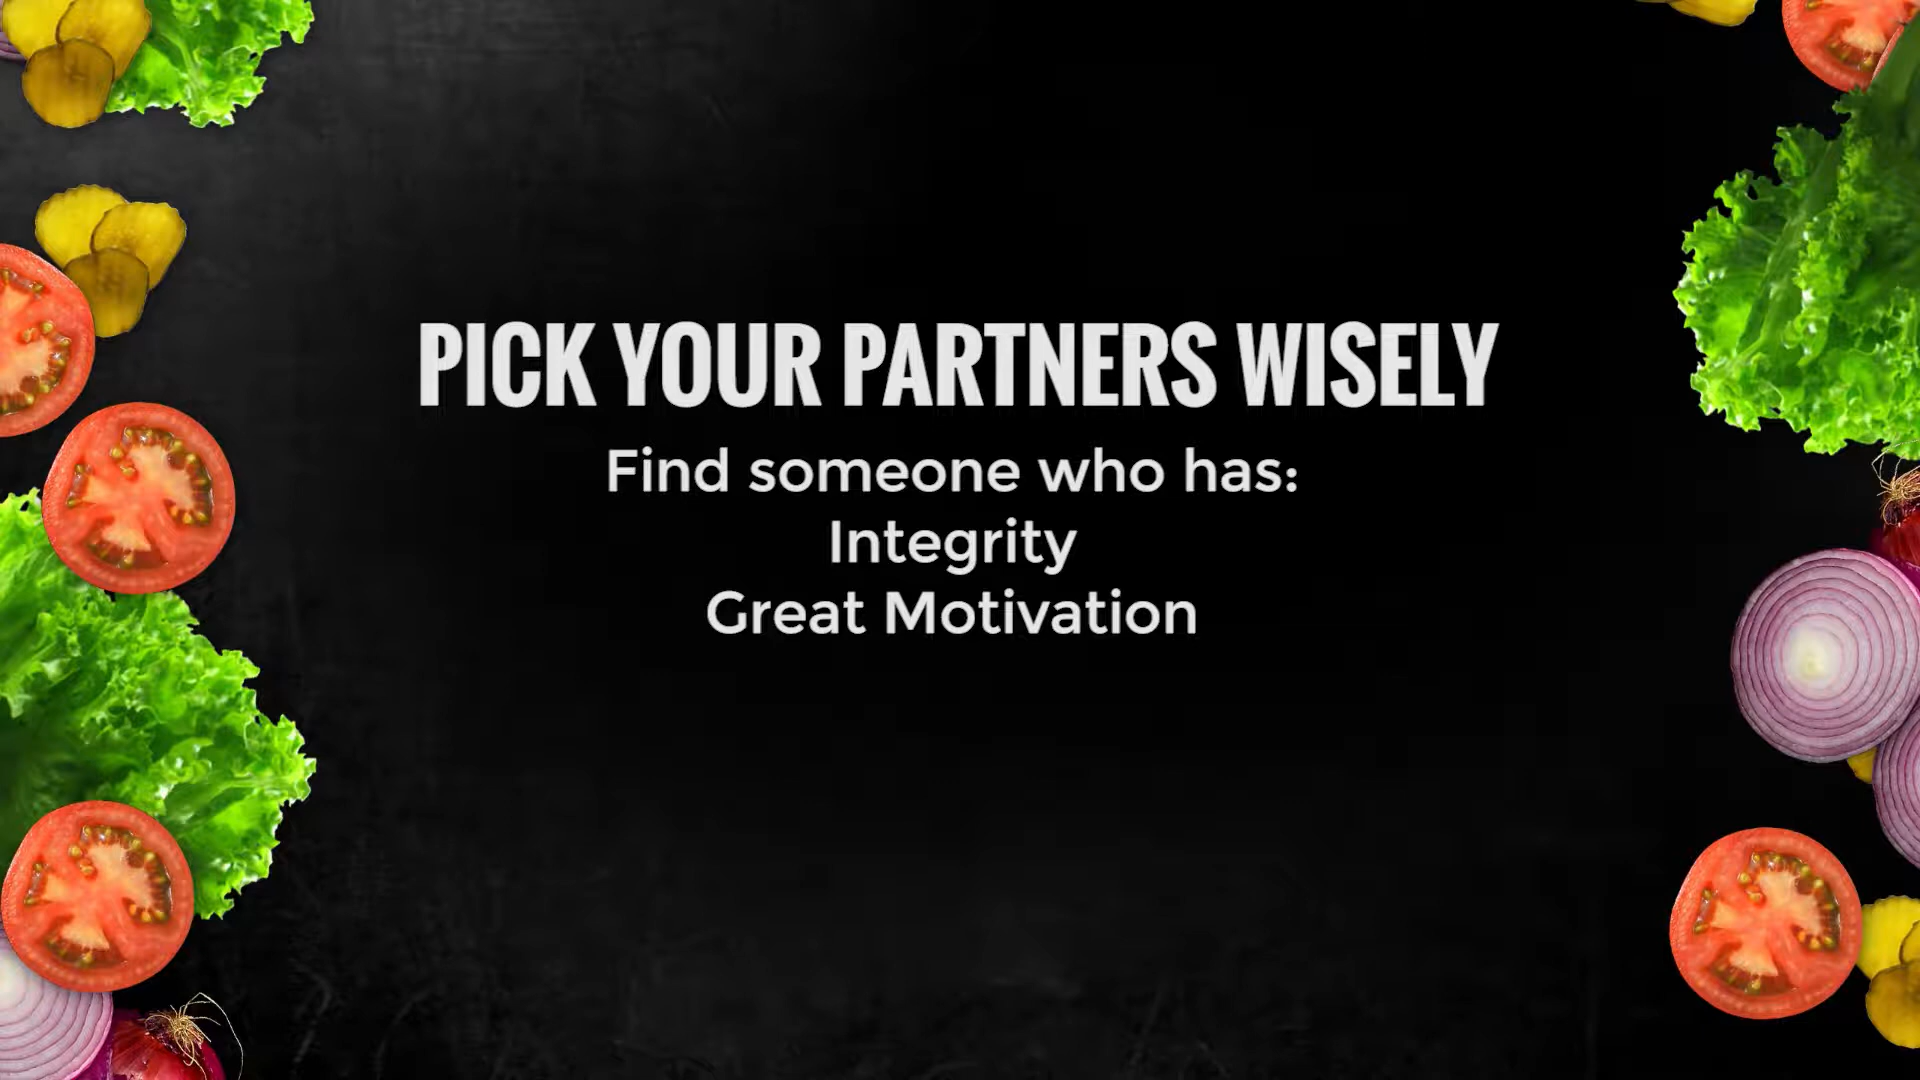 PICK YOUR PARTNERS WISELY
Find someone who has:
Integrity
Great Motivation